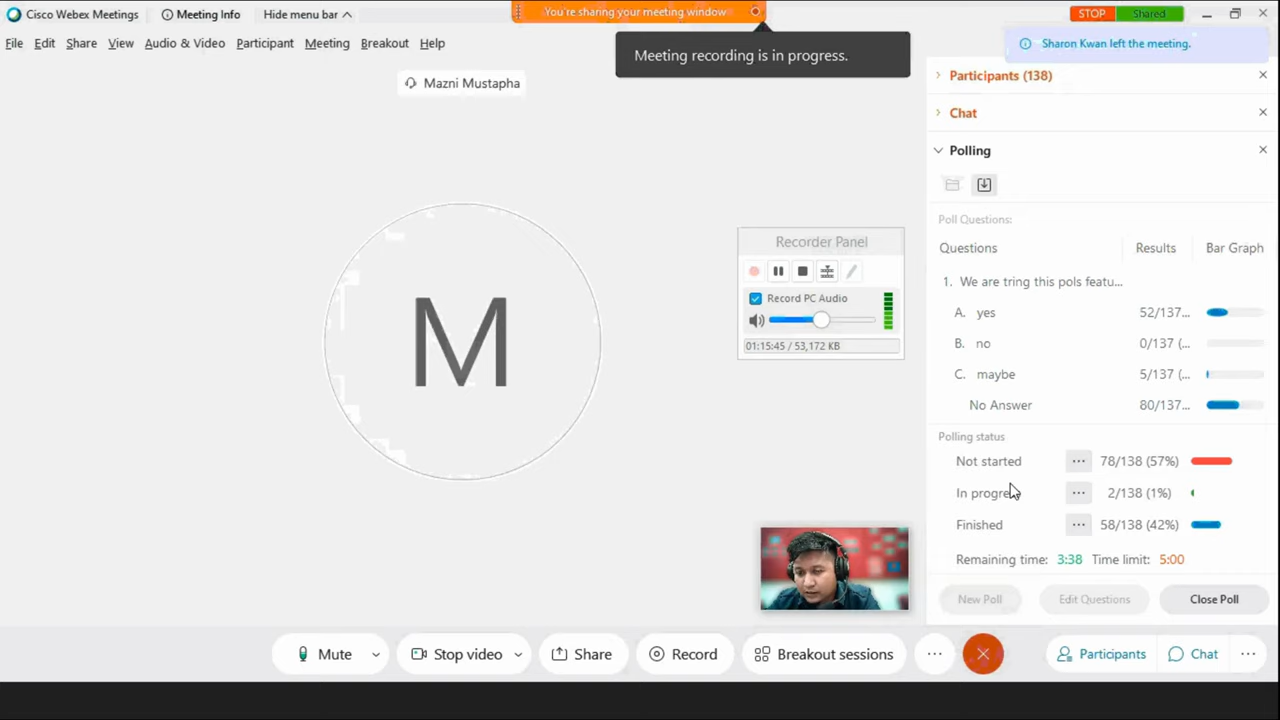 Cisco Webex Meetings
Meeting Info
Hide menu bar
You're sharing your meeting window
STOP
Shared
File Edit Share View Audio & Video Participant Meeting Breakout Help
Meeting recording is in progress.
Sharon Kwan left the meeting.
Mazni Mustapha
Participants (138)
Chat
Polling
Poll Questions:
Questions Results Bar Graph
1. We are tring this pols featu...
A. yes 52/137...
B. no 0/137 (...
C. maybe 5/137 (...
No Answer 80/137...
Polling status
Not started ... 78/138 (57%)
In progress ... 2/138 (1%)
Finished ... 58/138 (42%)
Remaining time: 3:38 Time limit: 5:00
New Poll Edit Questions Close Poll
M
Recorder Panel
Record PC Audio
01:15:45 / 53,172 KB
Mute Stop video Share Record Breakout sessions ... Participants Chat ...